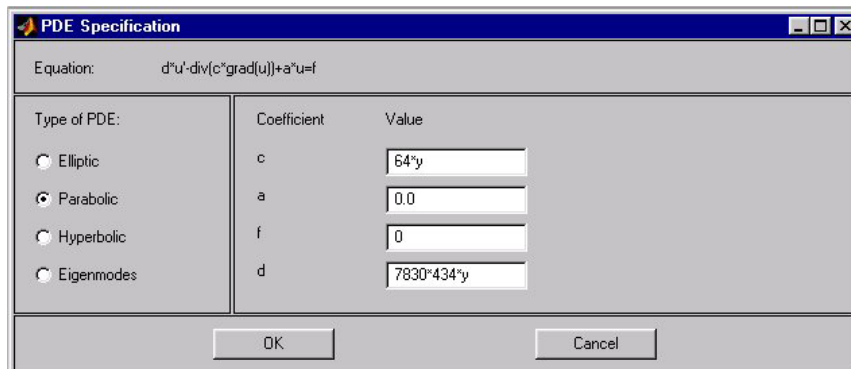 PDE Specification
Equation: d*u'-div(c*grad(u))+a*u=f
Type of PDE: Coefficient Value
Elliptic c 64*y
Parabolic a 0.0
Hyperbolic f 0
Eigenmodes d 7830*434*y
OK Cancel